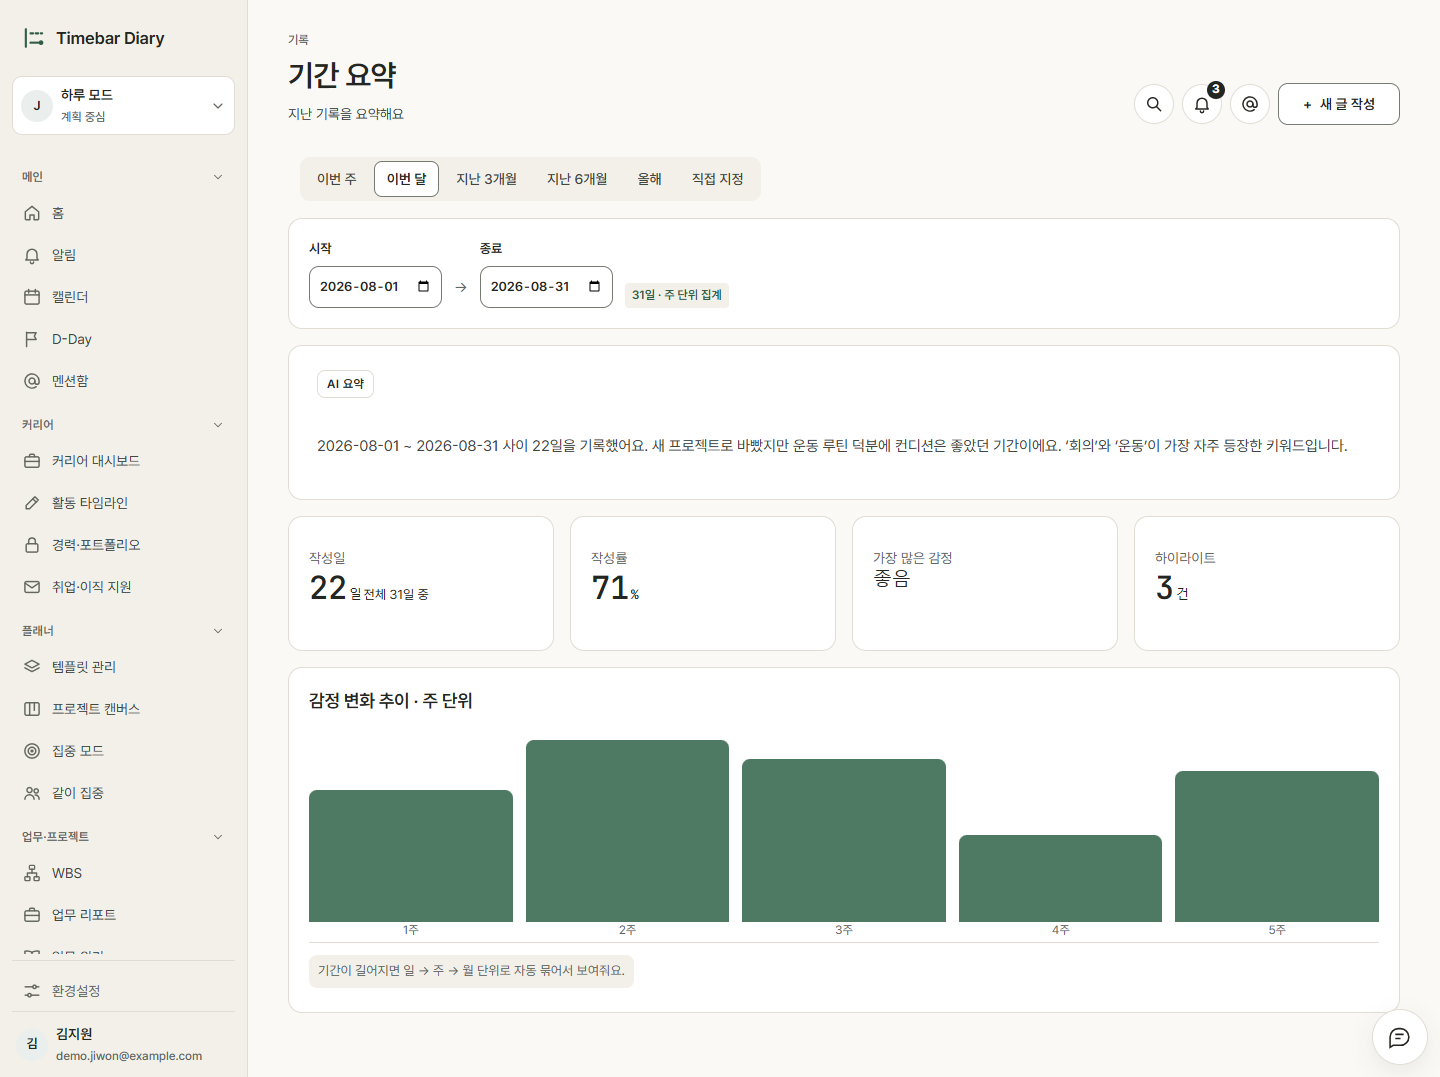 Timebar Diary
J
하루 모드
계획 중심
메인
홈
알림
캘린더
D-Day
멘션함
커리어
커리어 대시보드
활동 타임라인
경력·포트폴리오
취업·이직 지원
플래너
템플릿 관리
프로젝트 캔버스
집중 모드
같이 집중
업무·프로젝트
WBS
업무 리포트
환경설정
김
김지원
demo.jiwon@example.com
기록
기간 요약
지난 기록을 요약해요
3
+ 새 글 작성
이번 주
이번 달
지난 3개월
지난 6개월
올해
직접 지정
시작
종료
2026-08-01
→
2026-08-31
31일 · 주 단위 집계
AI 요약
2026-08-01 ~ 2026-08-31 사이 22일을 기록했어요. 새 프로젝트로 바빴지만 운동 루틴 덕분에 컨디션은 좋았던 기간이에요. ‘회의’와 ‘운동’이 가장 자주 등장한 키워드입니다.
작성일
22 일 전체 31일 중
작성률
71 %
가장 많은 감정
좋음
하이라이트
3 건
감정 변화 추이 · 주 단위
1주
2주
3주
4주
5주
기간이 길어지면 일 → 주 → 월 단위로 자동 묶어서 보여줘요.